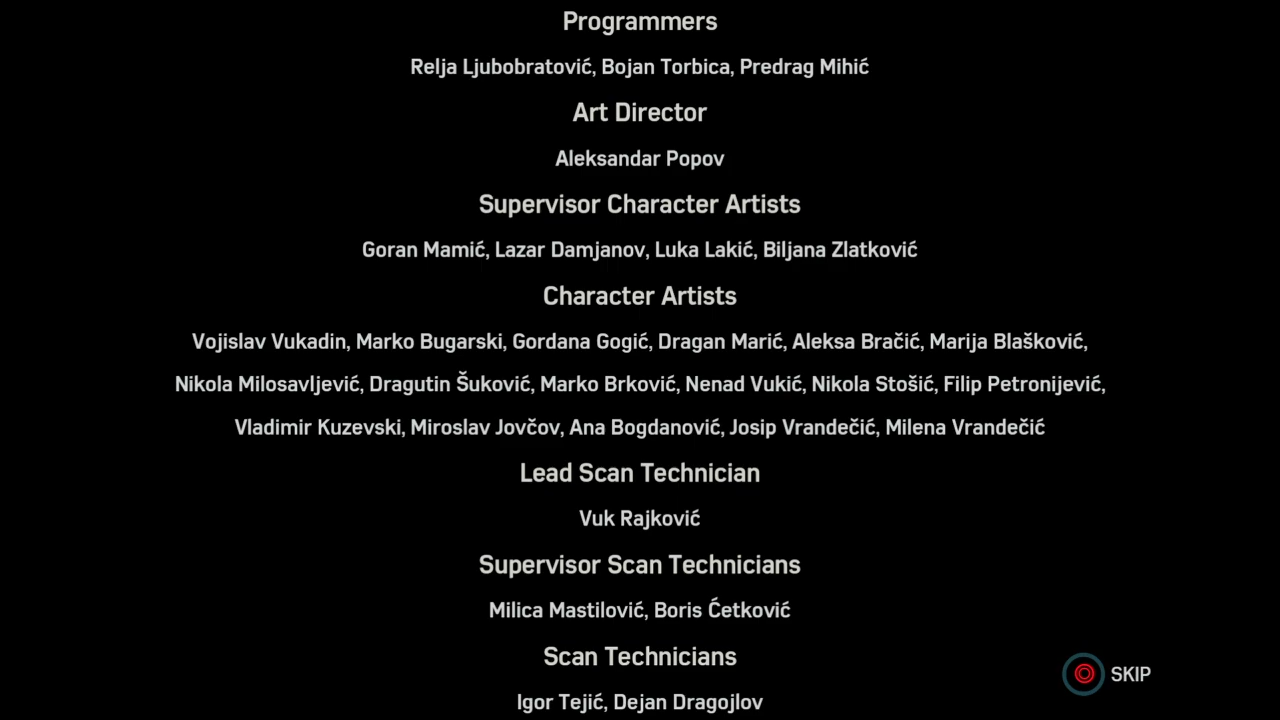 Programmers
Relja Ljubobratović, Bojan Torbica, Predrag Mihić
Art Director
Aleksandar Popov
Supervisor Character Artists
Goran Mamić, Lazar Damjanov, Luka Lakić, Biljana Zlatković
Character Artists
Vojislav Vukadin, Marko Bugarski, Gordana Gogić, Dragan Marić, Aleksa Bračić, Marija Blašković,
Nikola Milosavljević, Dragutin Šuković, Marko Brković, Nenad Vukić, Nikola Stošić, Filip Petronijević,
Vladimir Kuzevski, Miroslav Jovčov, Ana Bogdanović, Josip Vrandečić, Milena Vrandečić
Lead Scan Technician
Vuk Rajković
Supervisor Scan Technicians
Milica Mastilović, Boris Ćetković
Scan Technicians
SKIP
Igor Tejić, Dejan Dragojlov